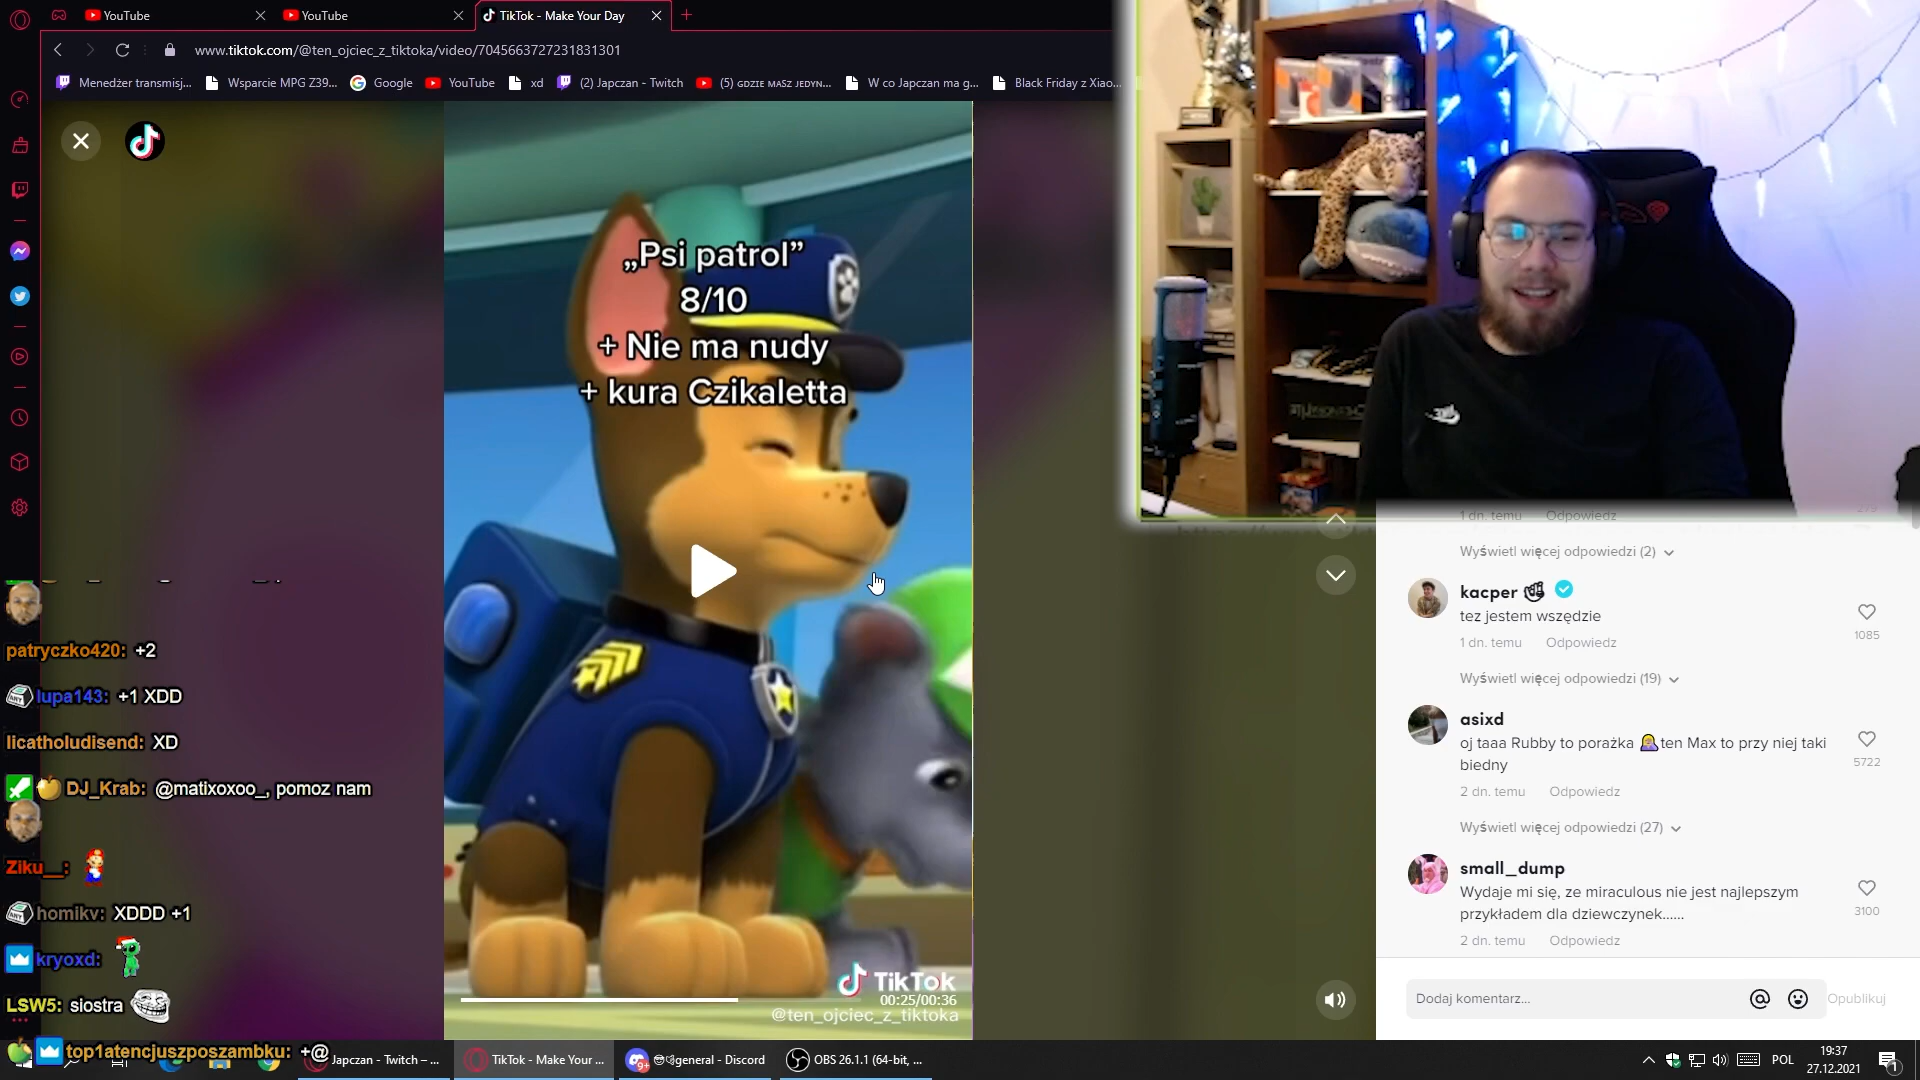 YouTube
YouTube
TikTok - Make Your Day
www.tiktok.com/@ten_ojciec_z_tiktoka/video/7045663727231831301
Menedżer transmisj...
Wsparcie MPG Z39...
Google
YouTube
xd
(2) Japczan - Twitch
(5) GDZIE MASZ JEDYN...
W co Japczan ma g...
Black Friday z Xiao...
„Psi patrol”
8/10
+ Nie ma nudy
+ kura Czikaletta
TikTok
00:25/00:36
@ten_ojciec_z_tiktoka
patryczko420: +2
lupa143: +1 XDD
licatholudisend: XD
DJ_Krab: @matixoxoo_, pomoz nam
Ziku__:
homikv: XDDD +1
kryoxd:
LSW5: siostra
top1atencjuszposzambku: +@
1 dn. temu Odpowiedz
Wyświetl więcej odpowiedzi (2)
kacper
tez jestem wszędzie
1085
1 dn. temu Odpowiedz
Wyświetl więcej odpowiedzi (19)
asixd
oj taaa Rubby to porażka ten Max to przy niej taki
biedny
5722
2 dn. temu Odpowiedz
Wyświetl więcej odpowiedzi (27)
small_dump
Wydaje mi się, ze miraculous nie jest najlepszym
przykładem dla dziewczynek......
3100
2 dn. temu Odpowiedz
Dodaj komentarz...
Opublikuj
Japczan - Twitch – ...
TikTok - Make Your ...
general - Discord
OBS 26.1.1 (64-bit, ...
POL
19:37
27.12.2021